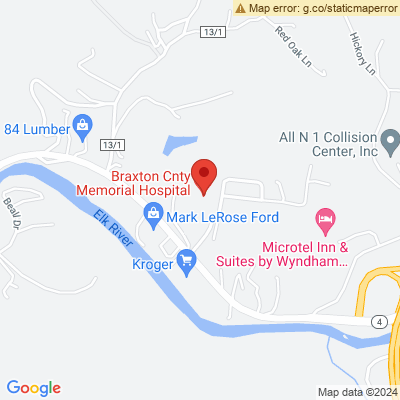 Map error: g.co/staticmaperror
Red Oak Ln
Hickory Ln
13/1
84 Lumber
13/1
All N 1 Collision
Center, Inc
Braxton Cnty
Memorial Hospital
Beall Dr
Elk River
Mark LeRose Ford
Microtel Inn &
Suites by Wyndham...
Kroger
4
Google
Map data ©2024